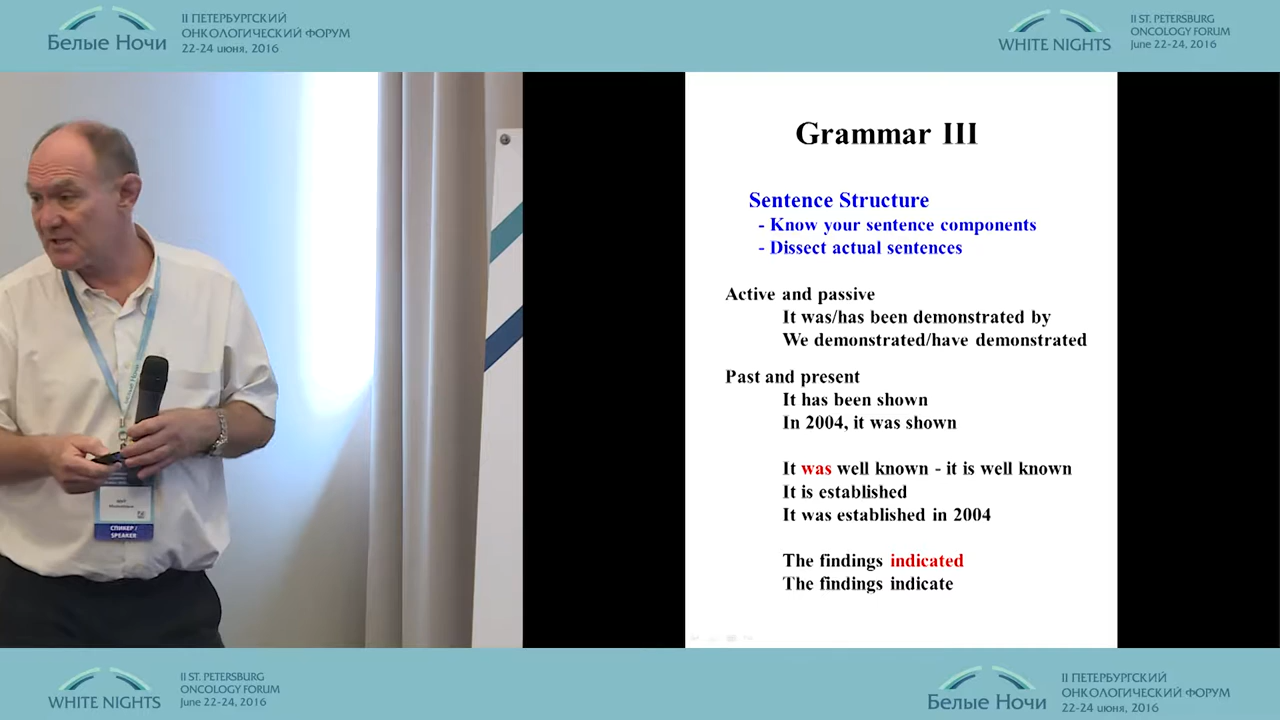 Белые Ночи
II ПЕТЕРБУРГСКИЙ
ОНКОЛОГИЧЕСКИЙ ФОРУМ
22-24 июня, 2016
WHITE NIGHTS
II ST. PETERSBURG
ONCOLOGY FORUM
June 22-24, 2016
СПИКЕР /
SPEAKER
Grammar III
Sentence Structure
- Know your sentence components
- Dissect actual sentences
Active and passive
It was/has been demonstrated by
We demonstrated/have demonstrated
Past and present
It has been shown
In 2004, it was shown
It was well known - it is well known
It is established
It was established in 2004
The findings indicated
The findings indicate
WHITE NIGHTS
II ST. PETERSBURG
ONCOLOGY FORUM
June 22-24, 2016
Белые Ночи
II ПЕТЕРБУРГСКИЙ
ОНКОЛОГИЧЕСКИЙ ФОРУМ
22-24 июня, 2016